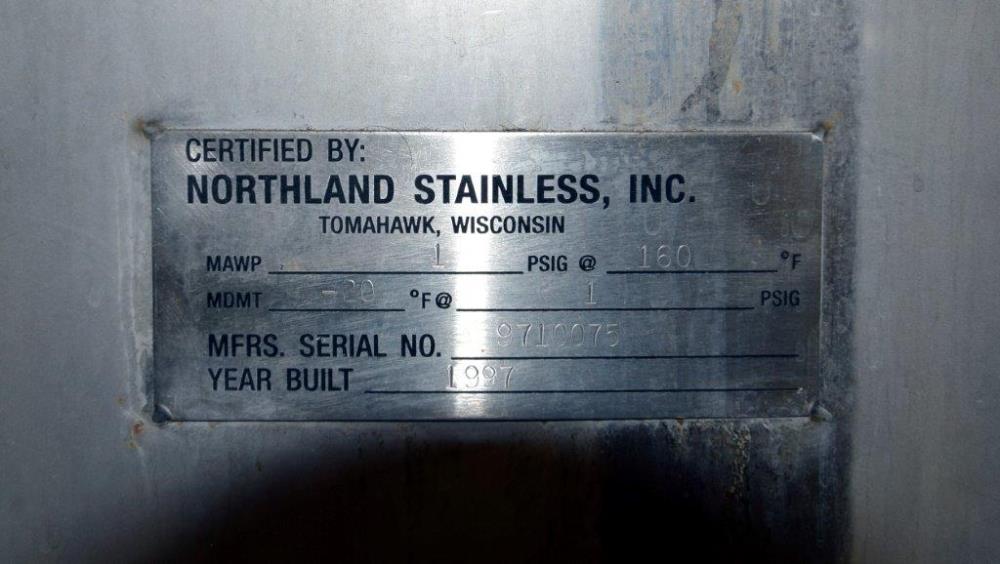 CERTIFIED BY:
NORTHLAND STAINLESS, INC.
TOMAHAWK, WISCONSIN
MAWP 1 PSIG @ 160 °F
MDMT -20 °F @ 1 PSIG
MFRS. SERIAL NO. 9710075
YEAR BUILT 1997